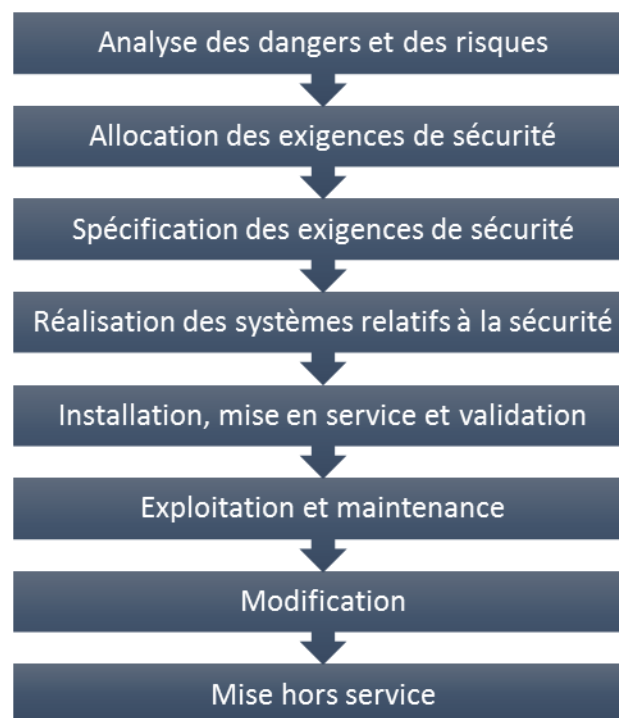 Analyse des dangers et des risques
Allocation des exigences de sécurité
Spécification des exigences de sécurité
Réalisation des systèmes relatifs à la sécurité
Installation, mise en service et validation
Exploitation et maintenance
Modification
Mise hors service